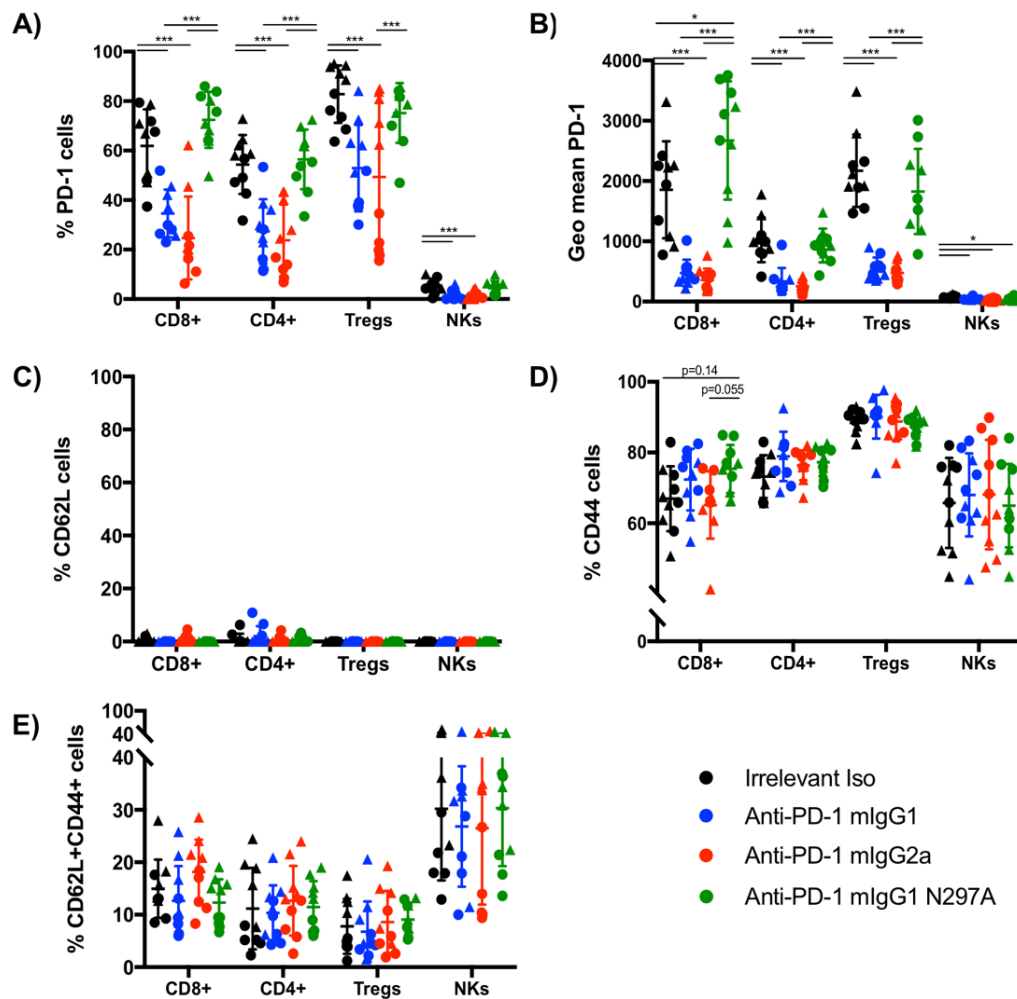 A)
***
***
***
***
***
***
***
***
***
% PD-1 cells
100
80
60
40
20
0
CD8+
CD4+
Tregs
NKs
B)
*
***
***
***
***
***
***
*
Geo mean PD-1
4000
3000
2000
1000
0
CD8+
CD4+
Tregs
NKs
C)
% CD62L cells
100
80
60
40
20
0
CD8+
CD4+
Tregs
NKs
D)
p=0.14
p=0.055
% CD44 cells
100
80
60
0
CD8+
CD4+
Tregs
NKs
E)
% CD62L+CD44+ cells
100
40
40
30
20
10
0
CD8+
CD4+
Tregs
NKs
Irrelevant Iso
Anti-PD-1 mIgG1
Anti-PD-1 mIgG2a
Anti-PD-1 mIgG1 N297A